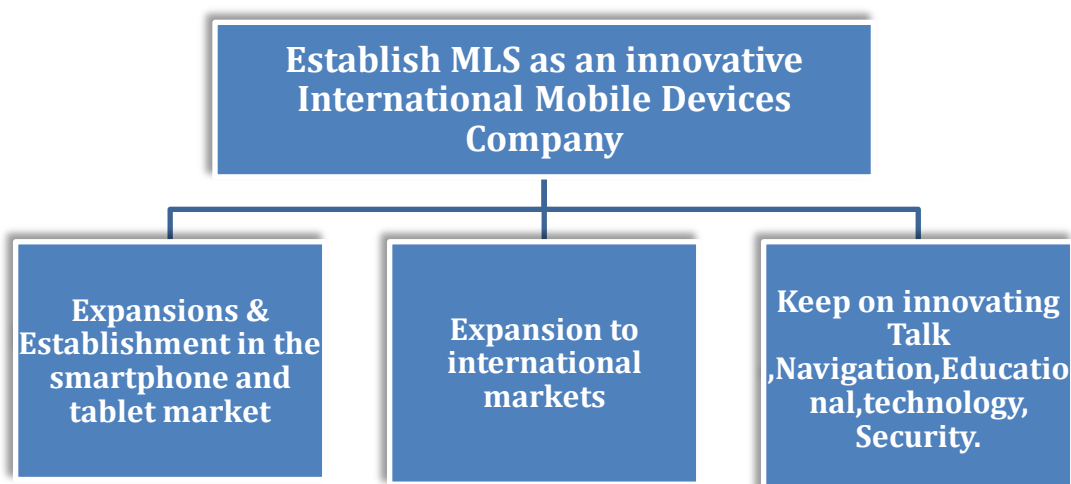 Establish MLS as an innovative
International Mobile Devices
Company
Expansions &
Establishment in the
smartphone and
tablet market
Expansion to
international
markets
Keep on innovating
Talk
,Navigation,Educatio
nal,technology,
Security.